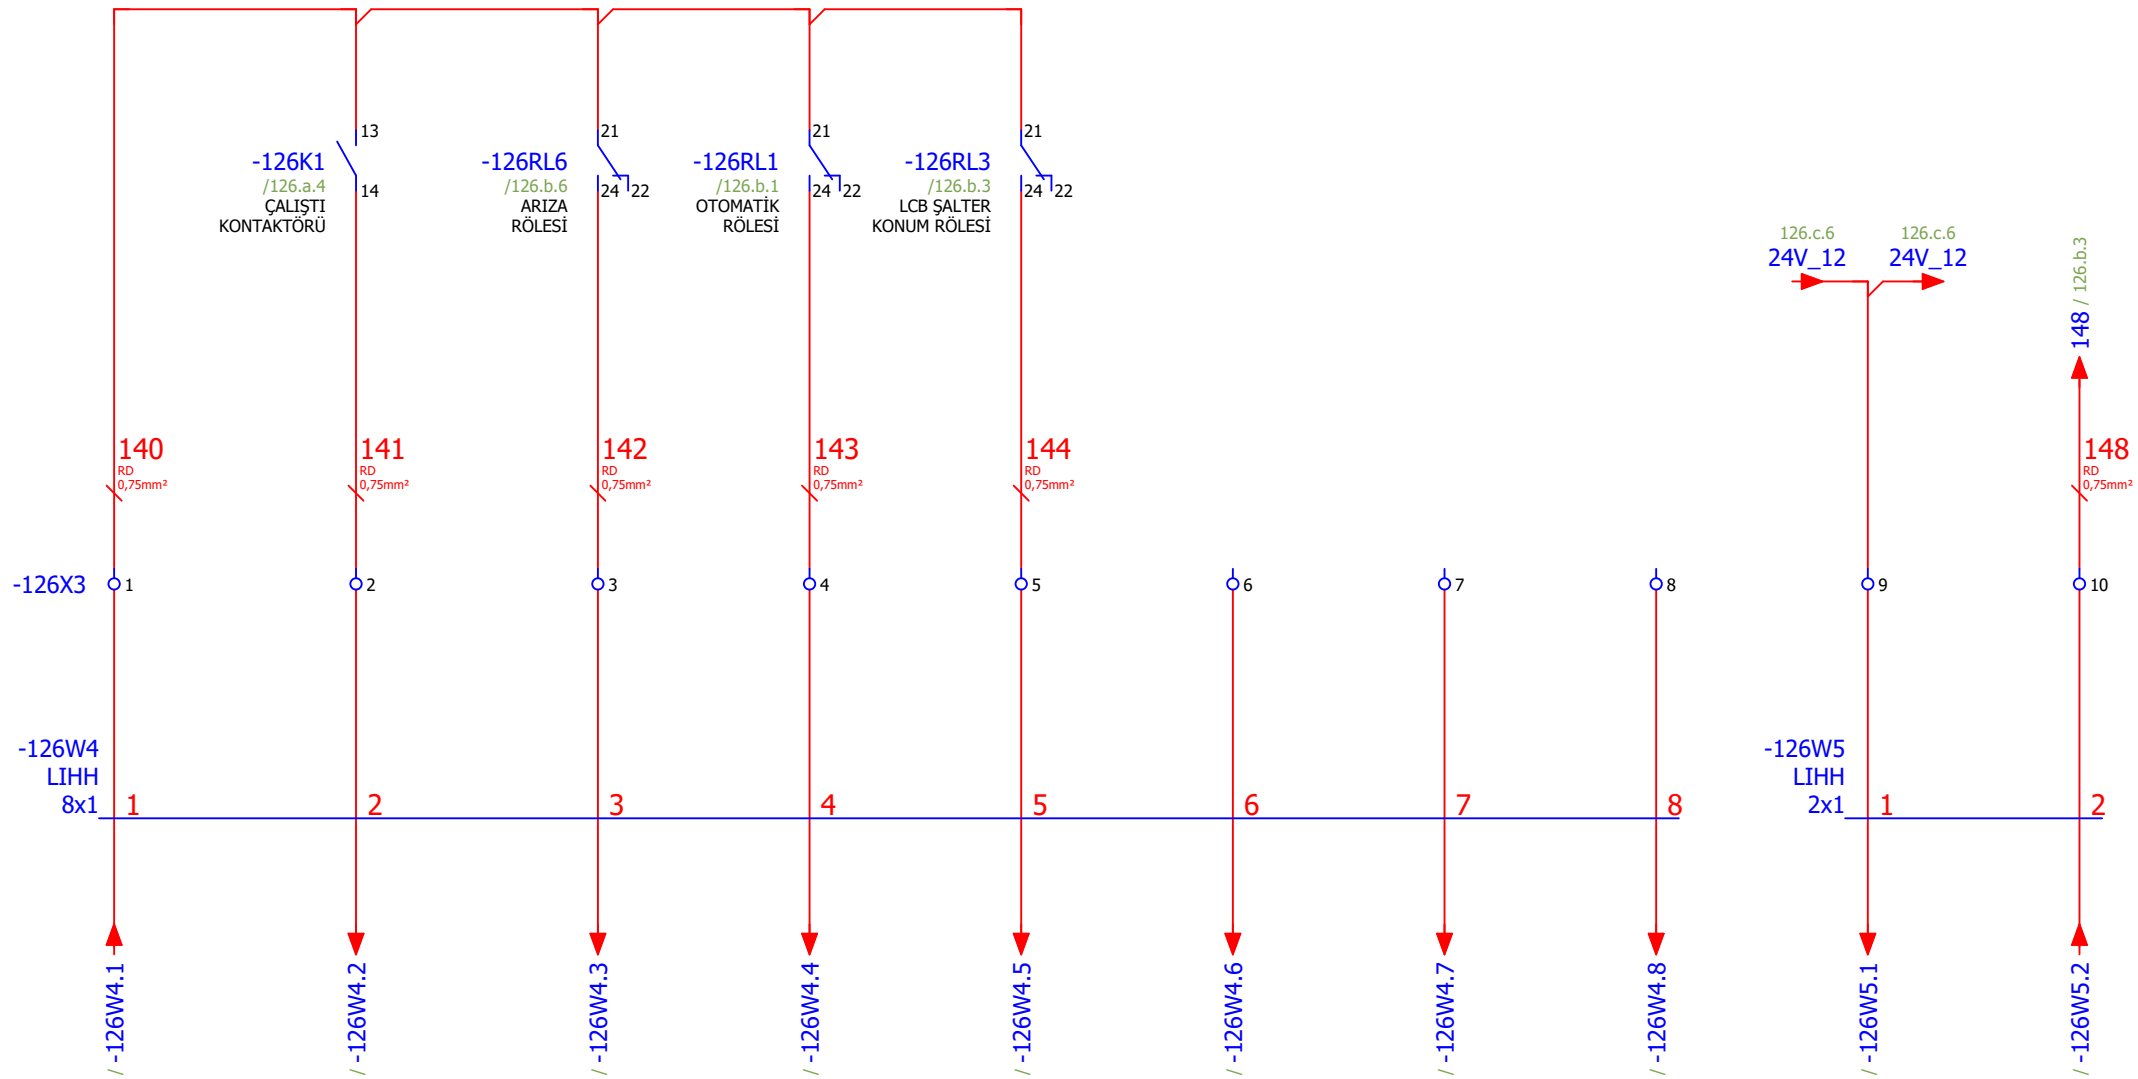 13
21
21
21
-126K1
-126RL6
-126RL1
-126RL3
/126.a.4
14
/126.b.6
24
22
/126.b.1
24
22
/126.b.3
24
22
ÇALIŞTI
KONTAKTÖRÜ
ARIZA
RÖLESİ
OTOMATİK
RÖLESİ
LCB ŞALTER
KONUM RÖLESİ
126.c.6
24V_12
126.c.6
24V_12
148 / 126.b.3
140
RD
0,75mm²
141
RD
0,75mm²
142
RD
0,75mm²
143
RD
0,75mm²
144
RD
0,75mm²
148
RD
0,75mm²
-126X3
1
2
3
4
5
6
7
8
9
10
-126W4
LIHH
8x1
1
2
3
4
5
6
7
8
-126W5
LIHH
2x1
1
2
/ -126W4.1
/ -126W4.2
/ -126W4.3
/ -126W4.4
/ -126W4.5
/ -126W4.6
/ -126W4.7
/ -126W4.8
/ -126W5.1
/ -126W5.2